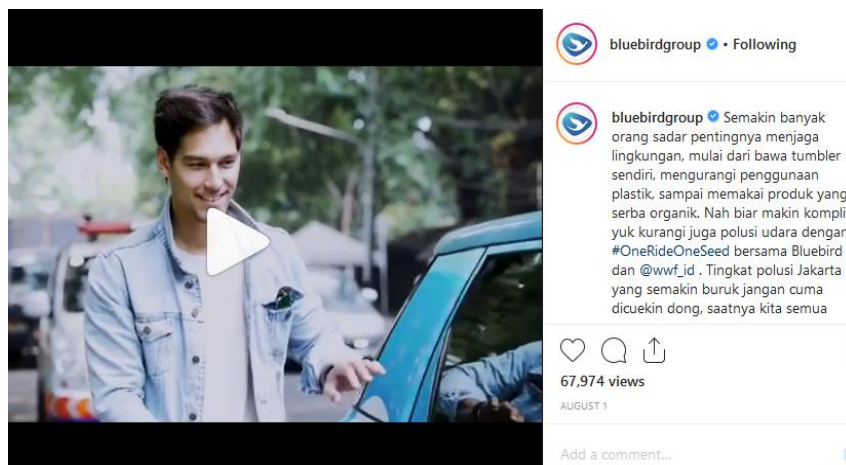 bluebirdgroup • Following
bluebirdgroup Semakin banyak
orang sadar pentingnya menjaga
lingkungan, mulai dari bawa tumbler
sendiri, mengurangi penggunaan
plastik, sampai memakai produk yang
serba organik. Nah biar makin kompli
yuk kurangi juga polusi udara dengan
#OneRideOneSeed bersama Bluebird
dan @wwf_id . Tingkat polusi Jakarta
yang semakin buruk jangan cuma
dicuekin dong, saatnya kita semua
67,974 views
AUGUST 1
Add a comment...